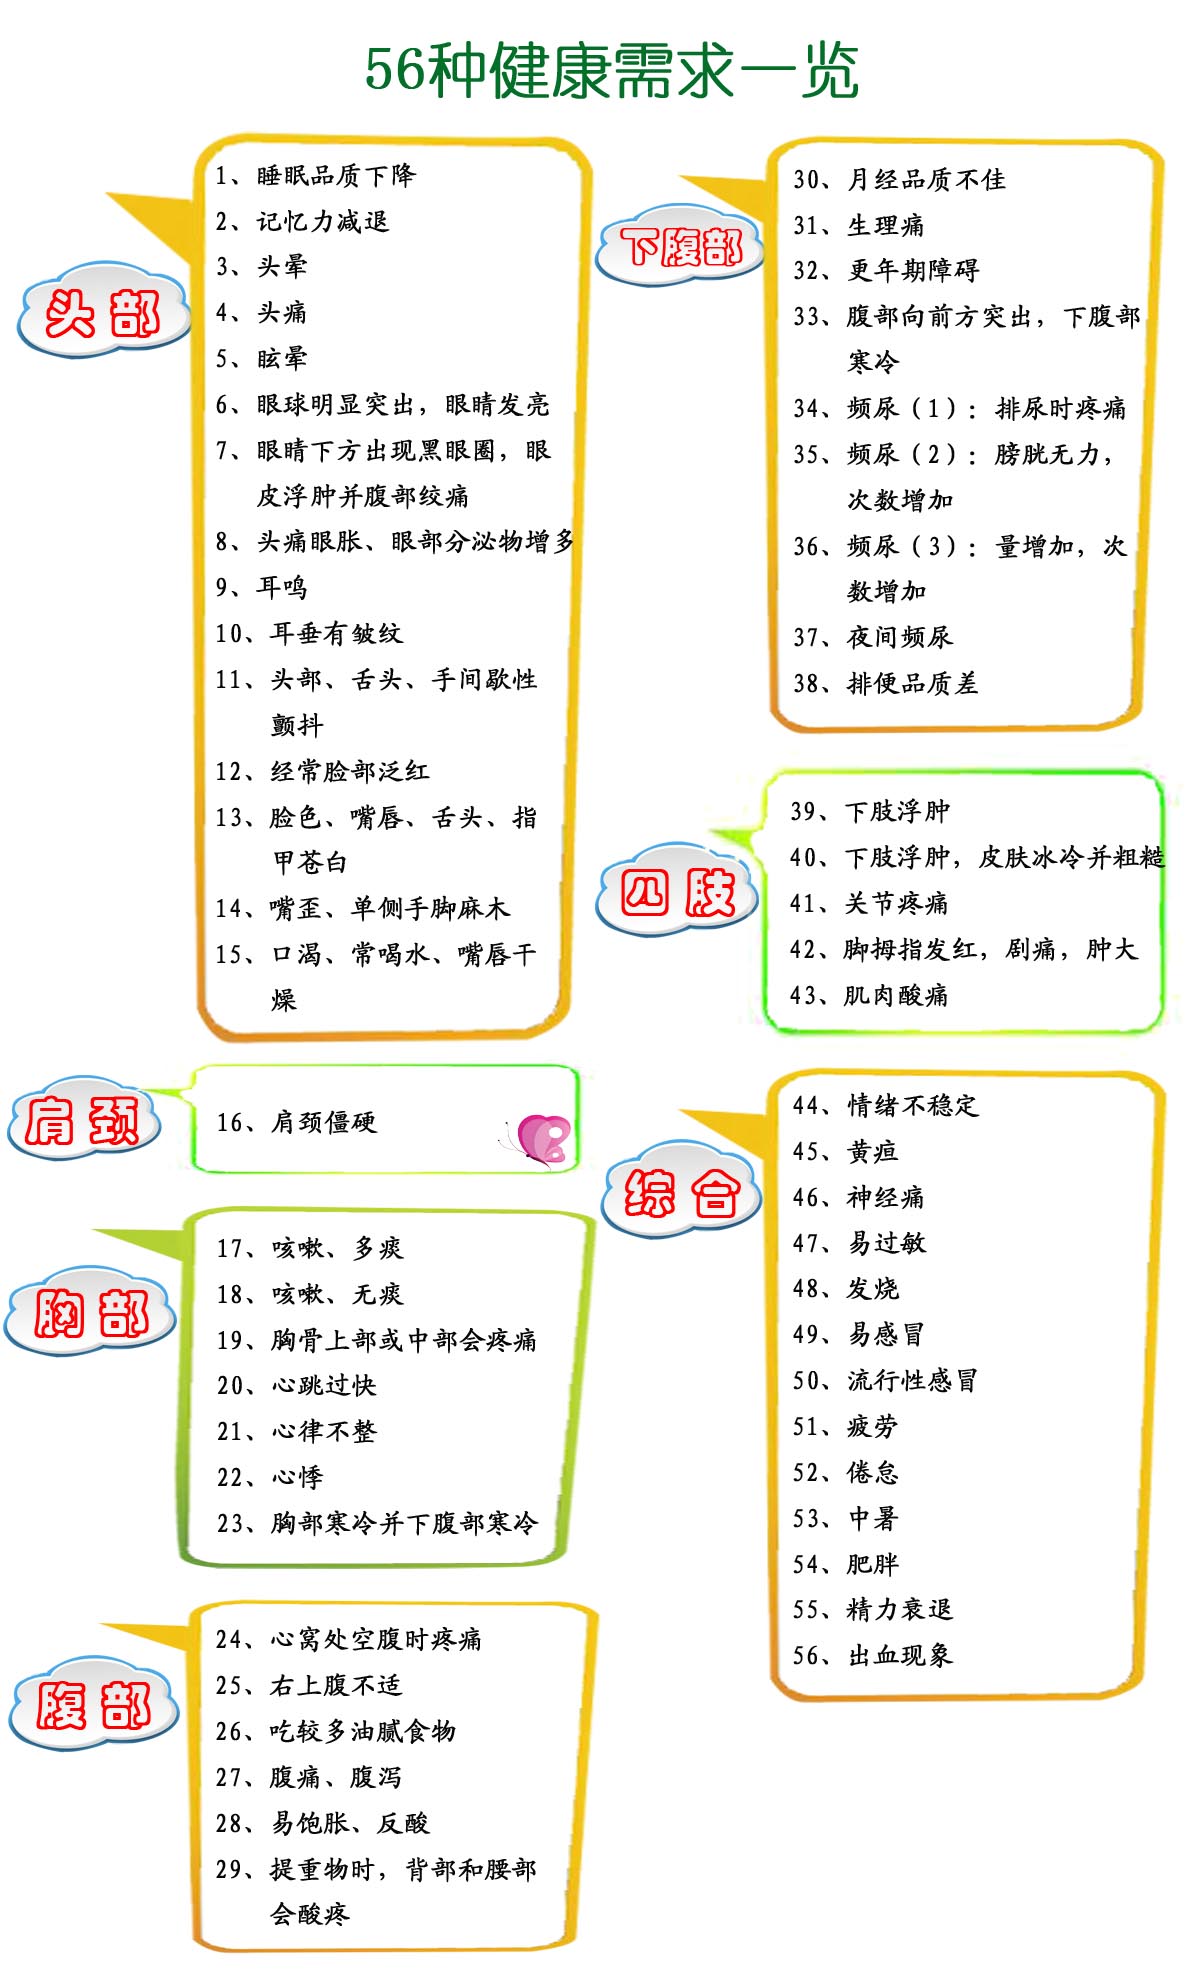 56种健康需求一览
头部
1、睡眠品质下降
2、记忆力减退
3、头晕
4、头痛
5、眩晕
6、眼球明显突出，眼睛发亮
7、眼睛下方出现黑眼圈，眼
皮浮肿并腹部绞痛
8、头痛眼胀、眼部分泌物增多
9、耳鸣
10、耳垂有皱纹
11、头部、舌头、手间歇性
颤抖
12、经常脸部泛红
13、脸色、嘴唇、舌头、指
甲苍白
14、嘴歪、单侧手脚麻木
15、口渴、常喝水、嘴唇干
燥
肩颈
16、肩颈僵硬
胸部
17、咳嗽、多痰
18、咳嗽、无痰
19、胸骨上部或中部会疼痛
20、心跳过快
21、心律不整
22、心悸
23、胸部寒冷并下腹部寒冷
腹部
24、心窝处空腹时疼痛
25、右上腹不适
26、吃较多油腻食物
27、腹痛、腹泻
28、易饱胀、反酸
29、提重物时，背部和腰部
会酸疼
下腹部
30、月经品质不佳
31、生理痛
32、更年期障碍
33、腹部向前方突出，下腹部
寒冷
34、频尿（1）：排尿时疼痛
35、频尿（2）：膀胱无力，
次数增加
36、频尿（3）：量增加，次
数增加
37、夜间频尿
38、排便品质差
四肢
39、下肢浮肿
40、下肢浮肿，皮肤冰冷并粗糙
41、关节疼痛
42、脚拇指发红，剧痛，肿大
43、肌肉酸痛
综合
44、情绪不稳定
45、黄疸
46、神经痛
47、易过敏
48、发烧
49、易感冒
50、流行性感冒
51、疲劳
52、倦怠
53、中暑
54、肥胖
55、精力衰退
56、出血现象